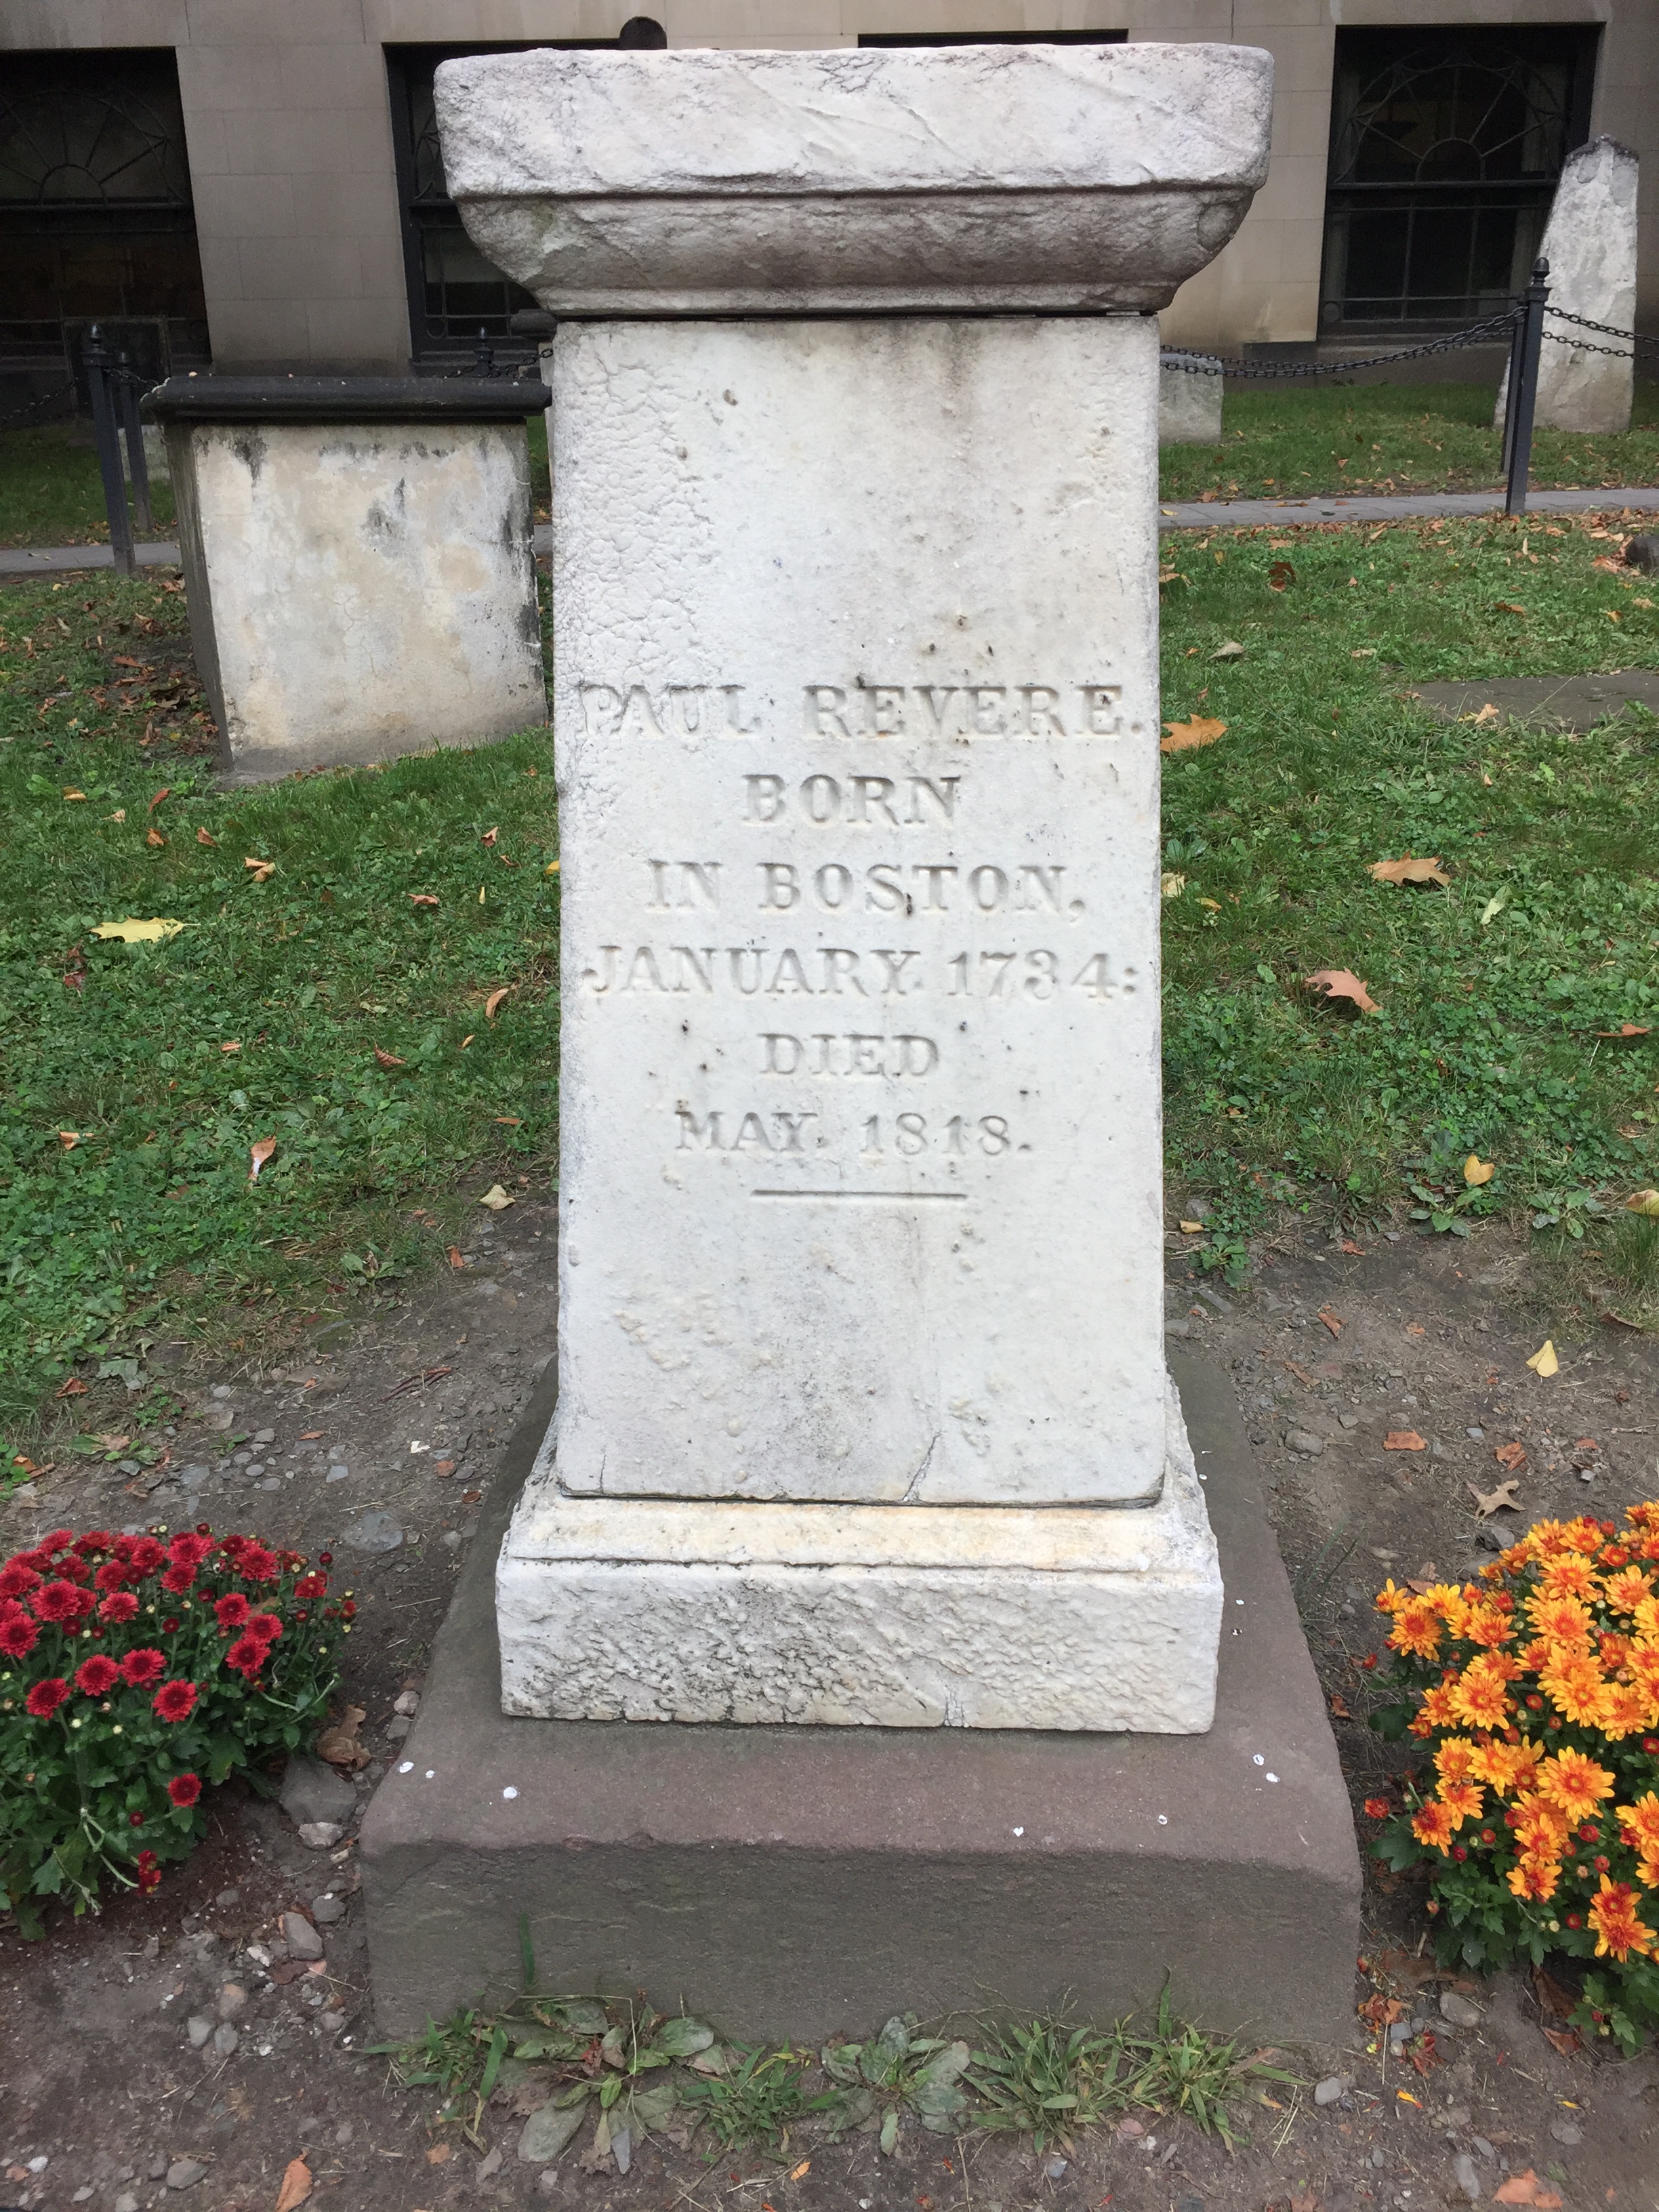 PAUL REVERE.
BORN
IN BOSTON,
JANUARY. 1734:
DIED
MAY. 1818.